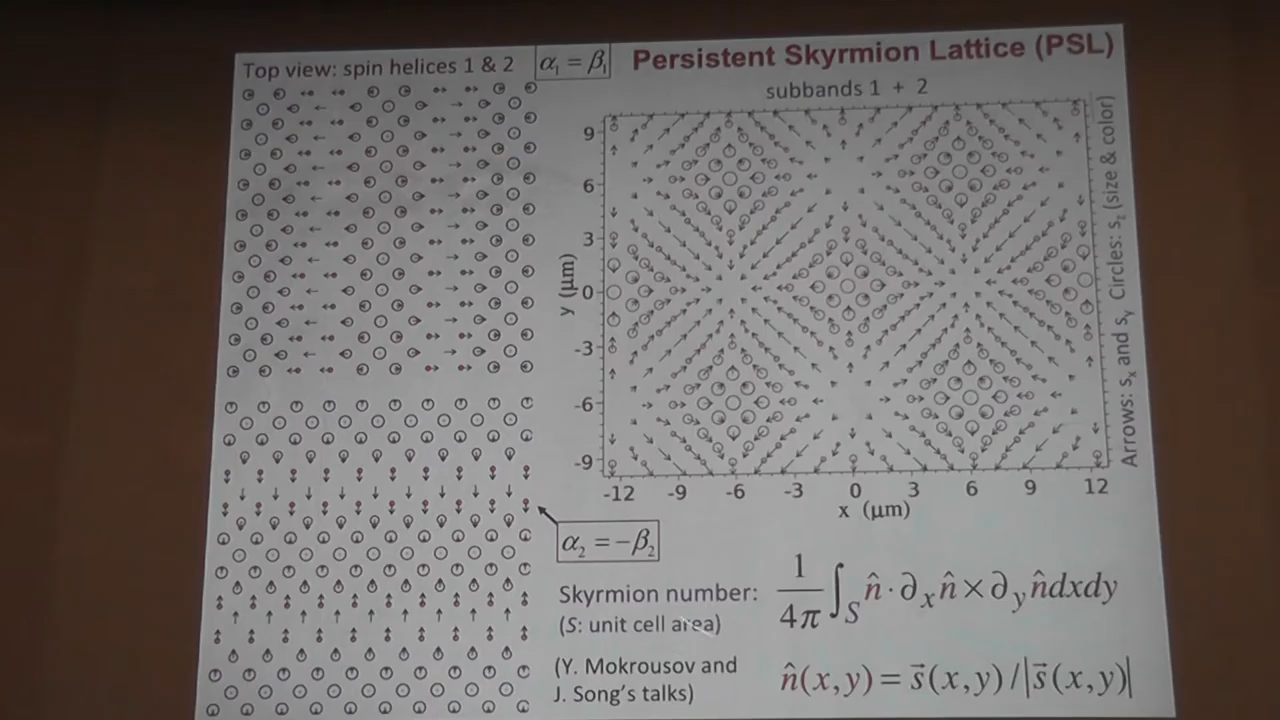 Top view: spin helices 1 & 2
α₁ = β₁
Persistent Skyrmion Lattice (PSL)
subbands 1 + 2
9
6
3
0
-3
-6
-9
y (μm)
-12 -9 -6 -3 0 3 6 9 12
x (μm)
Arrows: sₓ and s_y Circles: s_z (size & color)
α₂ = −β₂
Skyrmion number:
(S: unit cell area)
1/4π ∫_S n̂ · ∂ₓn̂ × ∂_y n̂ dxdy
(Y. Mokrousov and
J. Song's talks)
n̂(x,y) = s⃗(x,y) / |s⃗(x,y)|